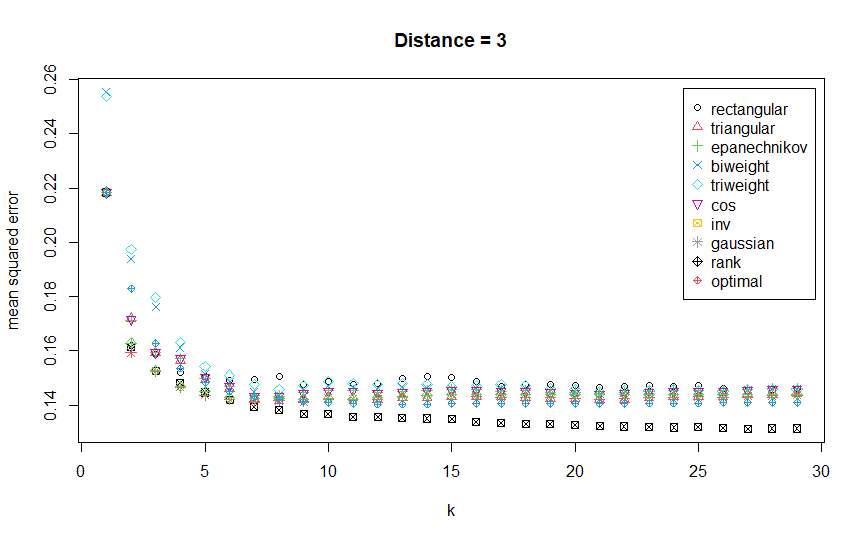 Distance = 3
mean squared error
0.26
0.24
0.22
0.20
0.18
0.16
0.14
rectangular
triangular
epanechnikov
biweight
triweight
cos
inv
gaussian
rank
optimal
0 5 10 15 20 25 30
k